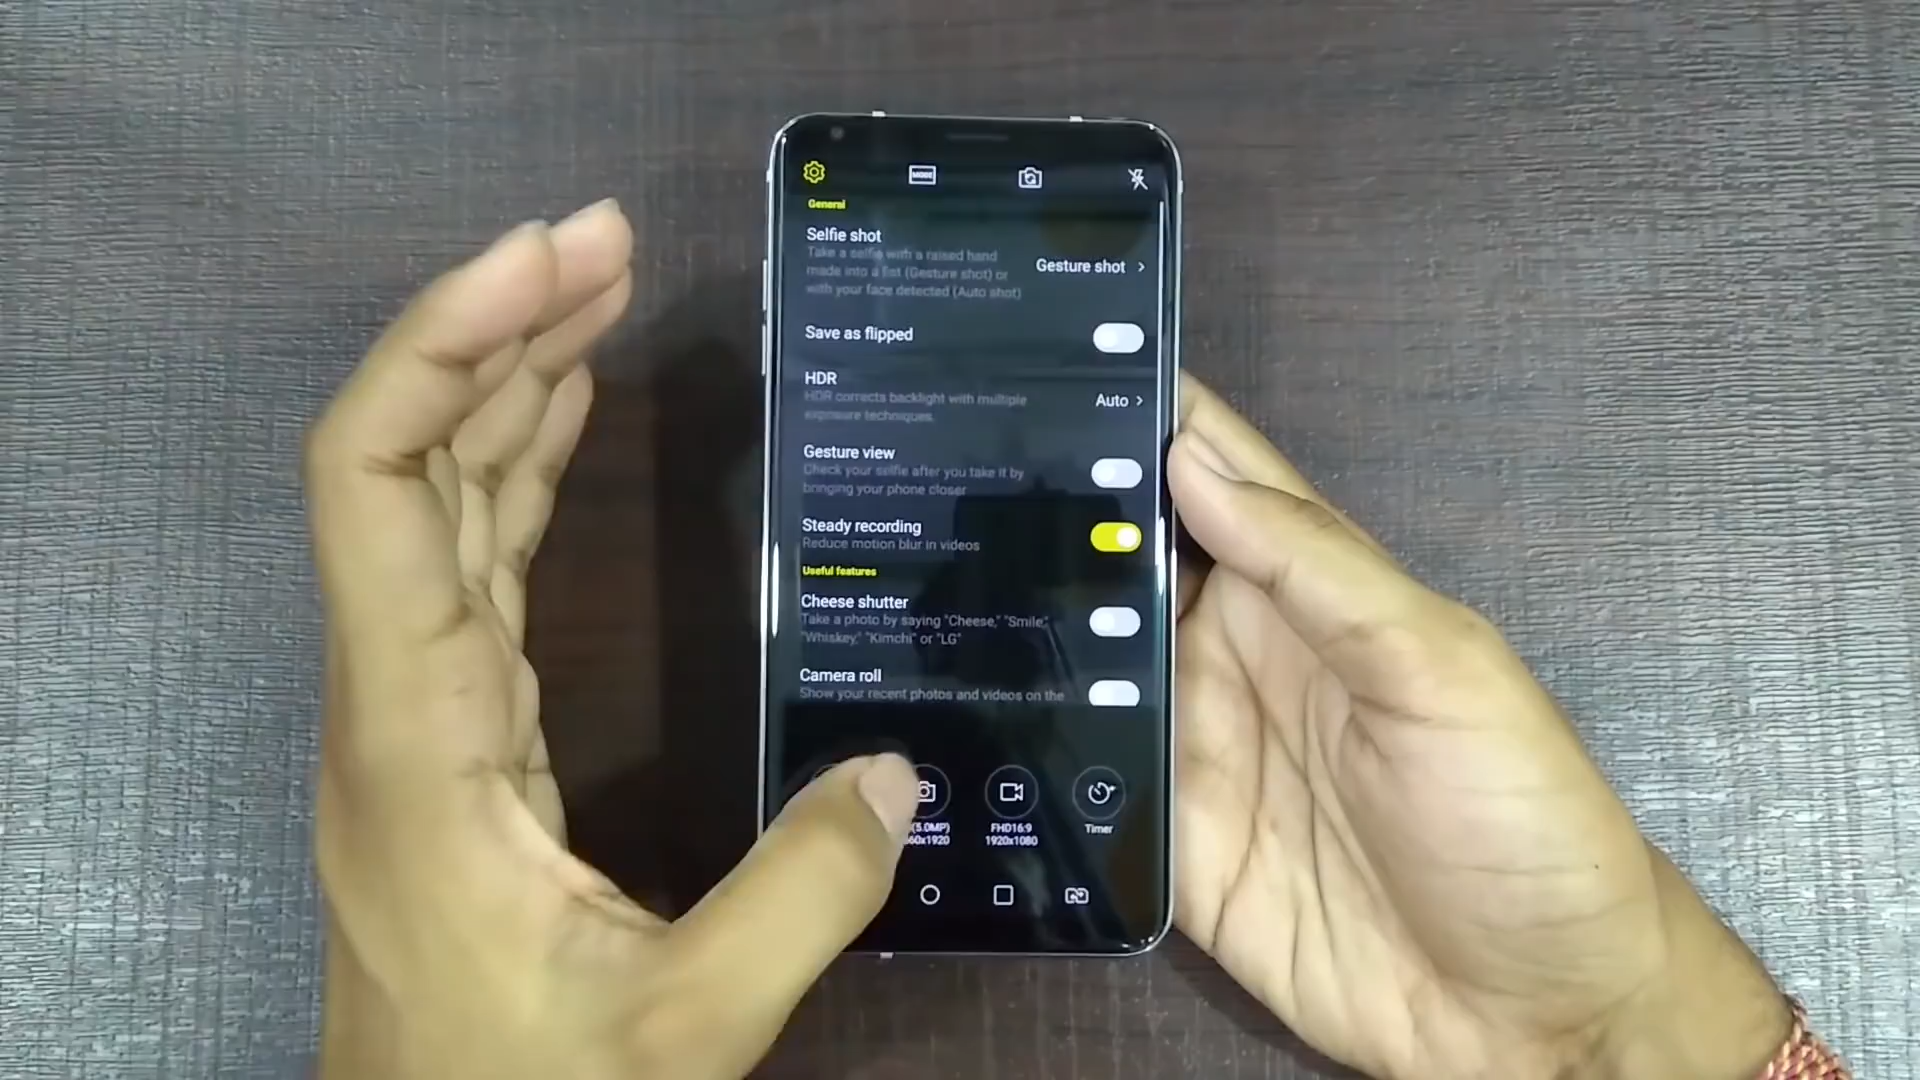 MODE
General
Selfie shot
Take a selfie with a raised hand
made into a fist (Gesture shot) or
with your face detected (Auto shot)
Gesture shot >
Save as flipped
HDR
HDR corrects backlight with multiple
exposure techniques.
Auto >
Gesture view
Check your selfie after you take it by
bringing your phone closer
Steady recording
Reduce motion blur in videos
Useful features
Cheese shutter
Take a photo by saying "Cheese," "Smile,"
"Whiskey," "Kimchi" or "LG"
Camera roll
Show your recent photos and videos on the
(5.0MP)
60x1920
FHD16:9
1920x1080
Timer